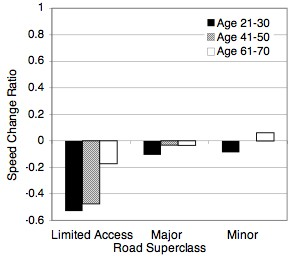 1
0.8
0.6
0.4
0.2
0
-0.2
-0.4
-0.6
Speed Change Ratio
Age 21-30
Age 41-50
Age 61-70
Limited Access Major Minor
Road Superclass